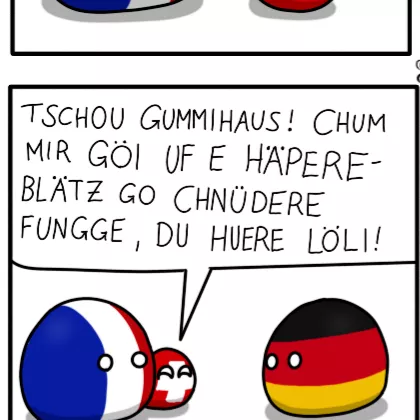 TSCHOU GUMMIHAUS! CHUM
MIR GÖI UF E HÄPERE-
BLÄTZ GO CHNÜDERE
FUNGGE, DU HUERE LÖLI!